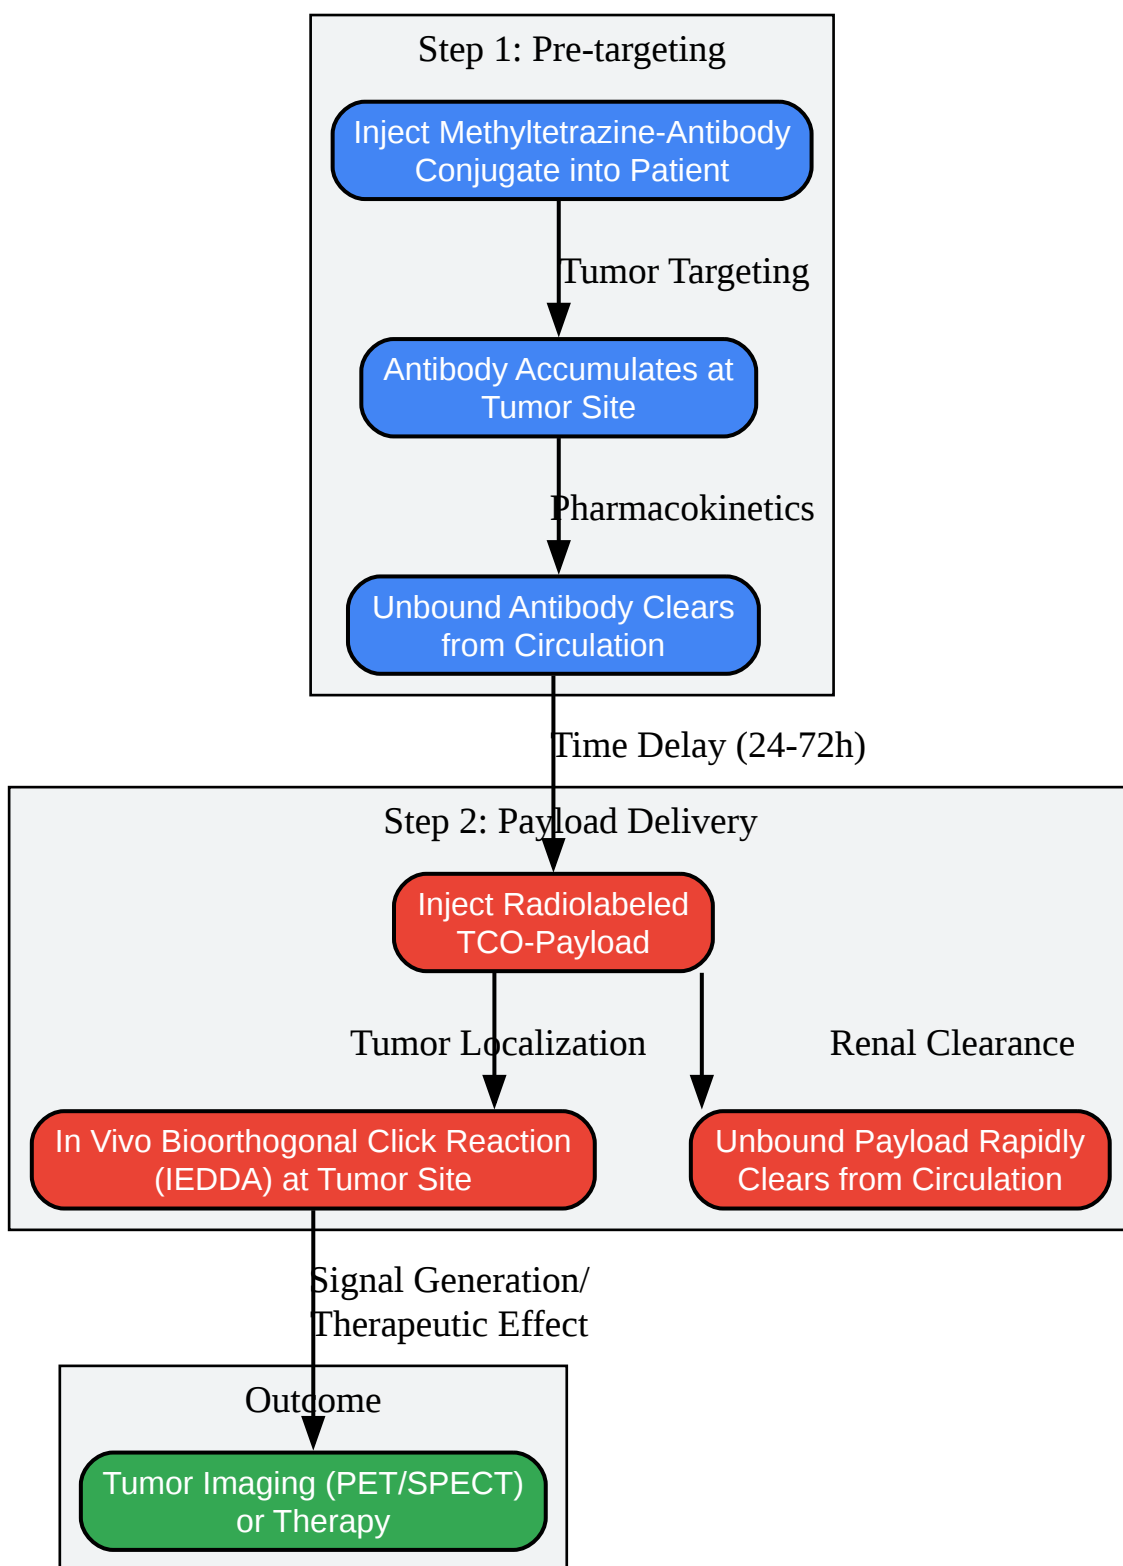 Step 1: Pre-targeting
Inject Methyltetrazine-Antibody
Conjugate into Patient
Tumor Targeting
Antibody Accumulates at
Tumor Site
Pharmacokinetics
Unbound Antibody Clears
from Circulation
Time Delay (24-72h)
Step 2: Payload Delivery
Inject Radiolabeled
TCO-Payload
Tumor Localization
Renal Clearance
In Vivo Bioorthogonal Click Reaction
(IEDDA) at Tumor Site
Unbound Payload Rapidly
Clears from Circulation
Signal Generation/
Therapeutic Effect
Outcome
Tumor Imaging (PET/SPECT)
or Therapy